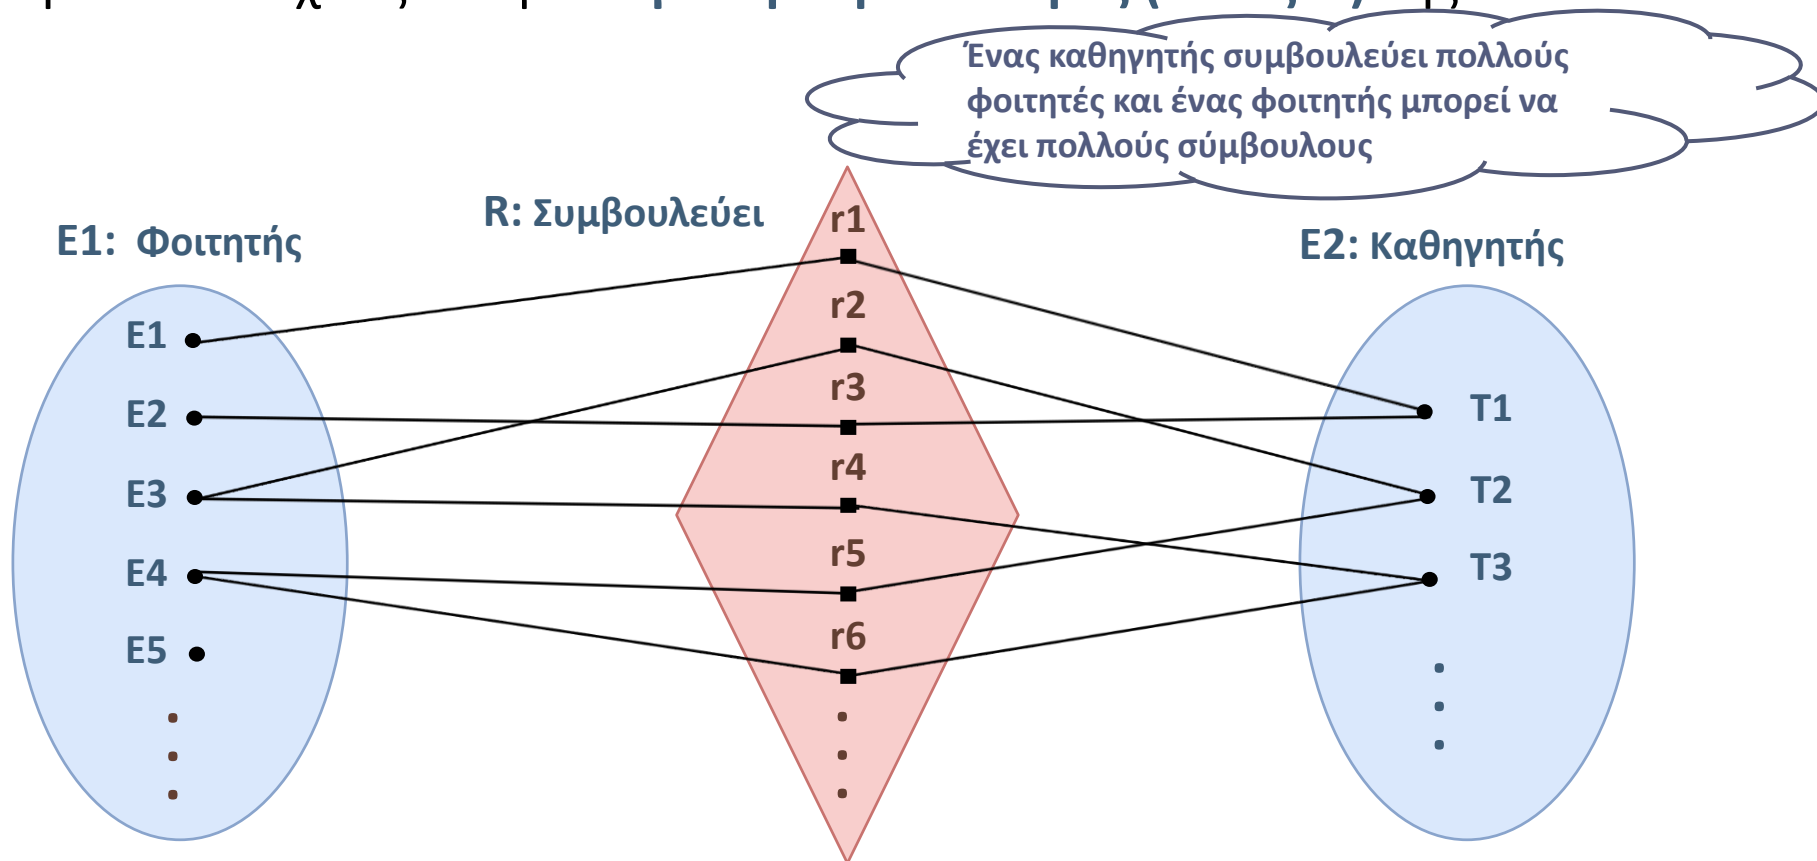 Ένας καθηγητής συμβουλεύει πολλούς
φοιτητές και ένας φοιτητής μπορεί να
έχει πολλούς σύμβουλους
R: Συμβουλεύει
E1: Φοιτητής
E2: Καθηγητής
r1
r2
r3
r4
r5
r6
E1
E2
E3
E4
E5
T1
T2
T3